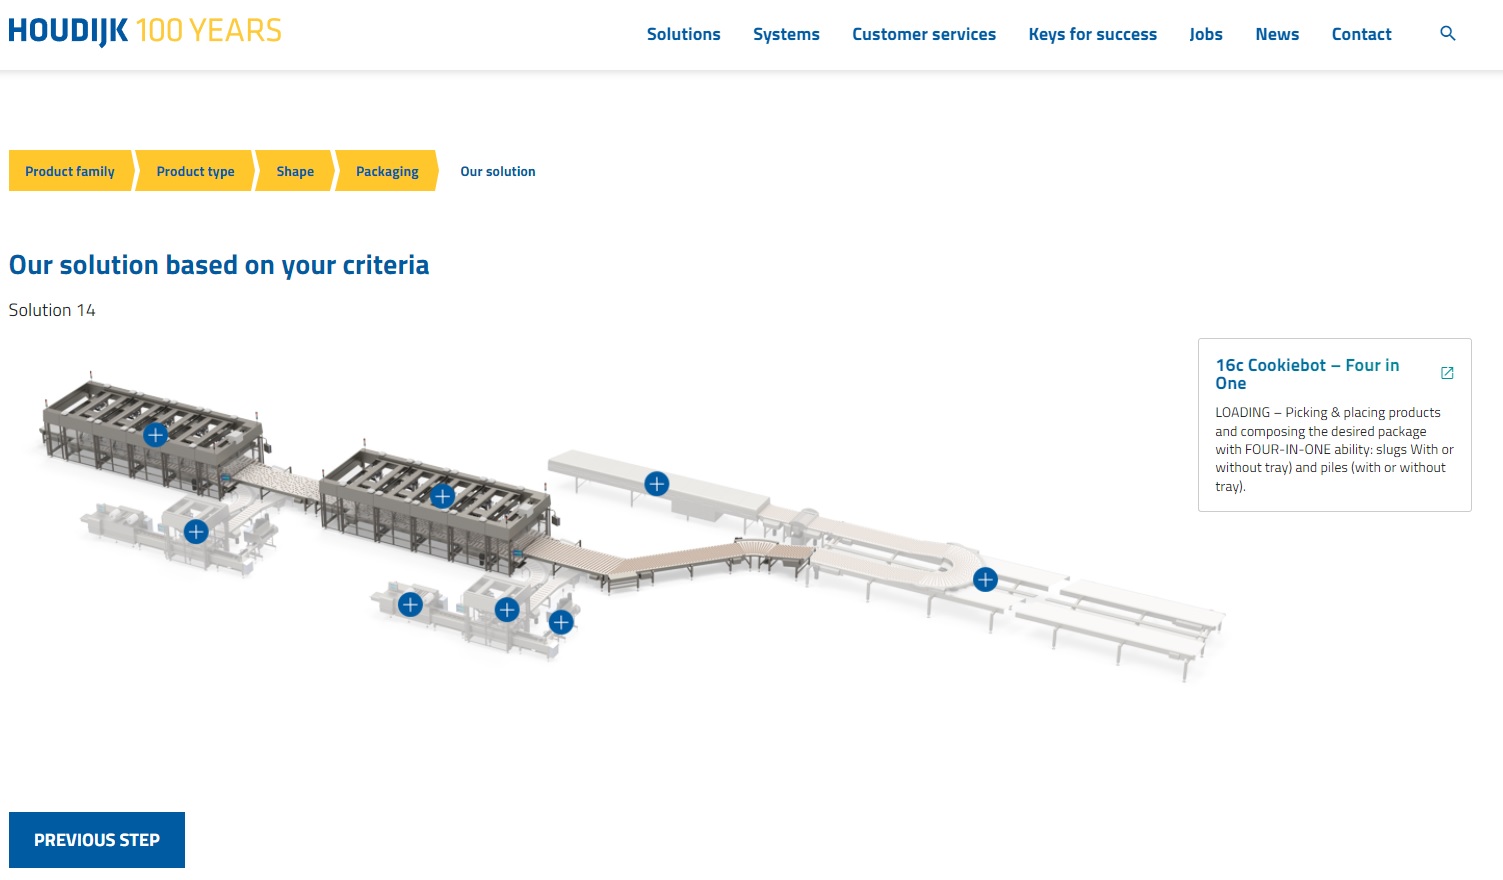 HOUDIJK 100 YEARS
Solutions Systems Customer services Keys for success Jobs News Contact
Product family Product type Shape Packaging Our solution
Our solution based on your criteria
Solution 14
16c Cookiebot – Four in
One
LOADING – Picking & placing products
and composing the desired package
with FOUR-IN-ONE ability: slugs With or
without tray) and piles (with or without
tray).
PREVIOUS STEP